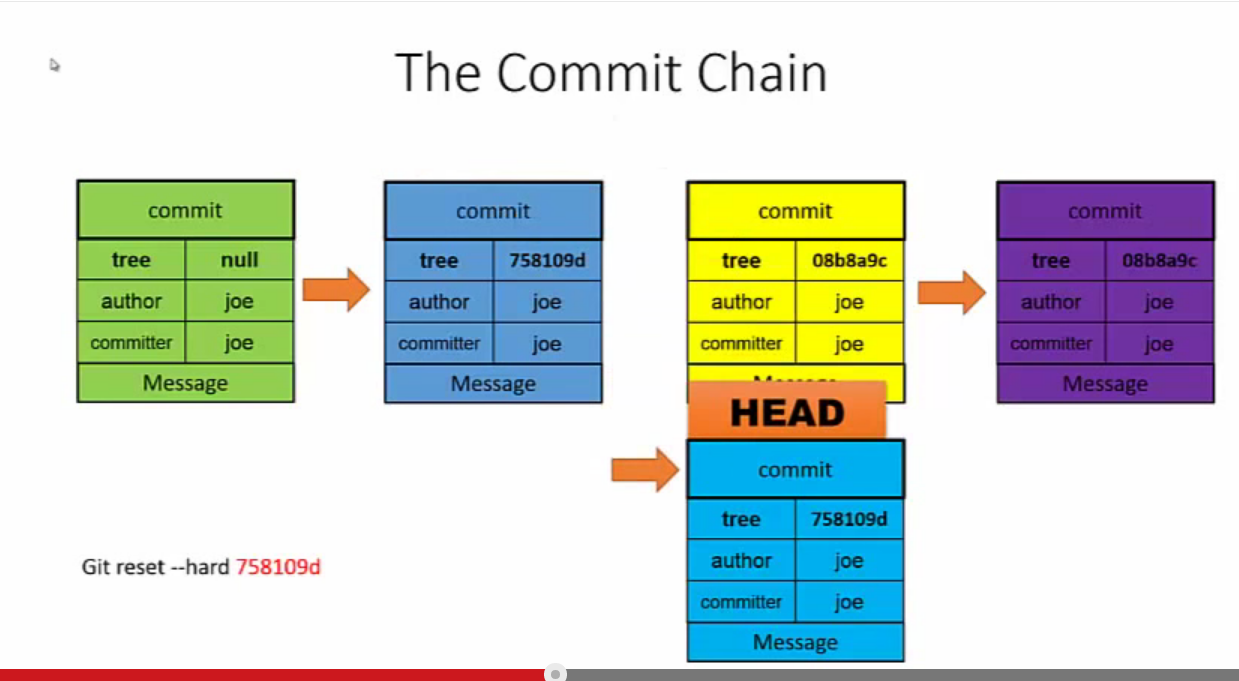 The Commit Chain
commit
tree null
author joe
committer joe
Message
commit
tree 758109d
author joe
committer joe
Message
commit
tree 08b8a9c
author joe
committer joe
commit
tree 08b8a9c
author joe
committer joe
Message
HEAD
commit
tree 758109d
author joe
committer joe
Message
Git reset --hard 758109d